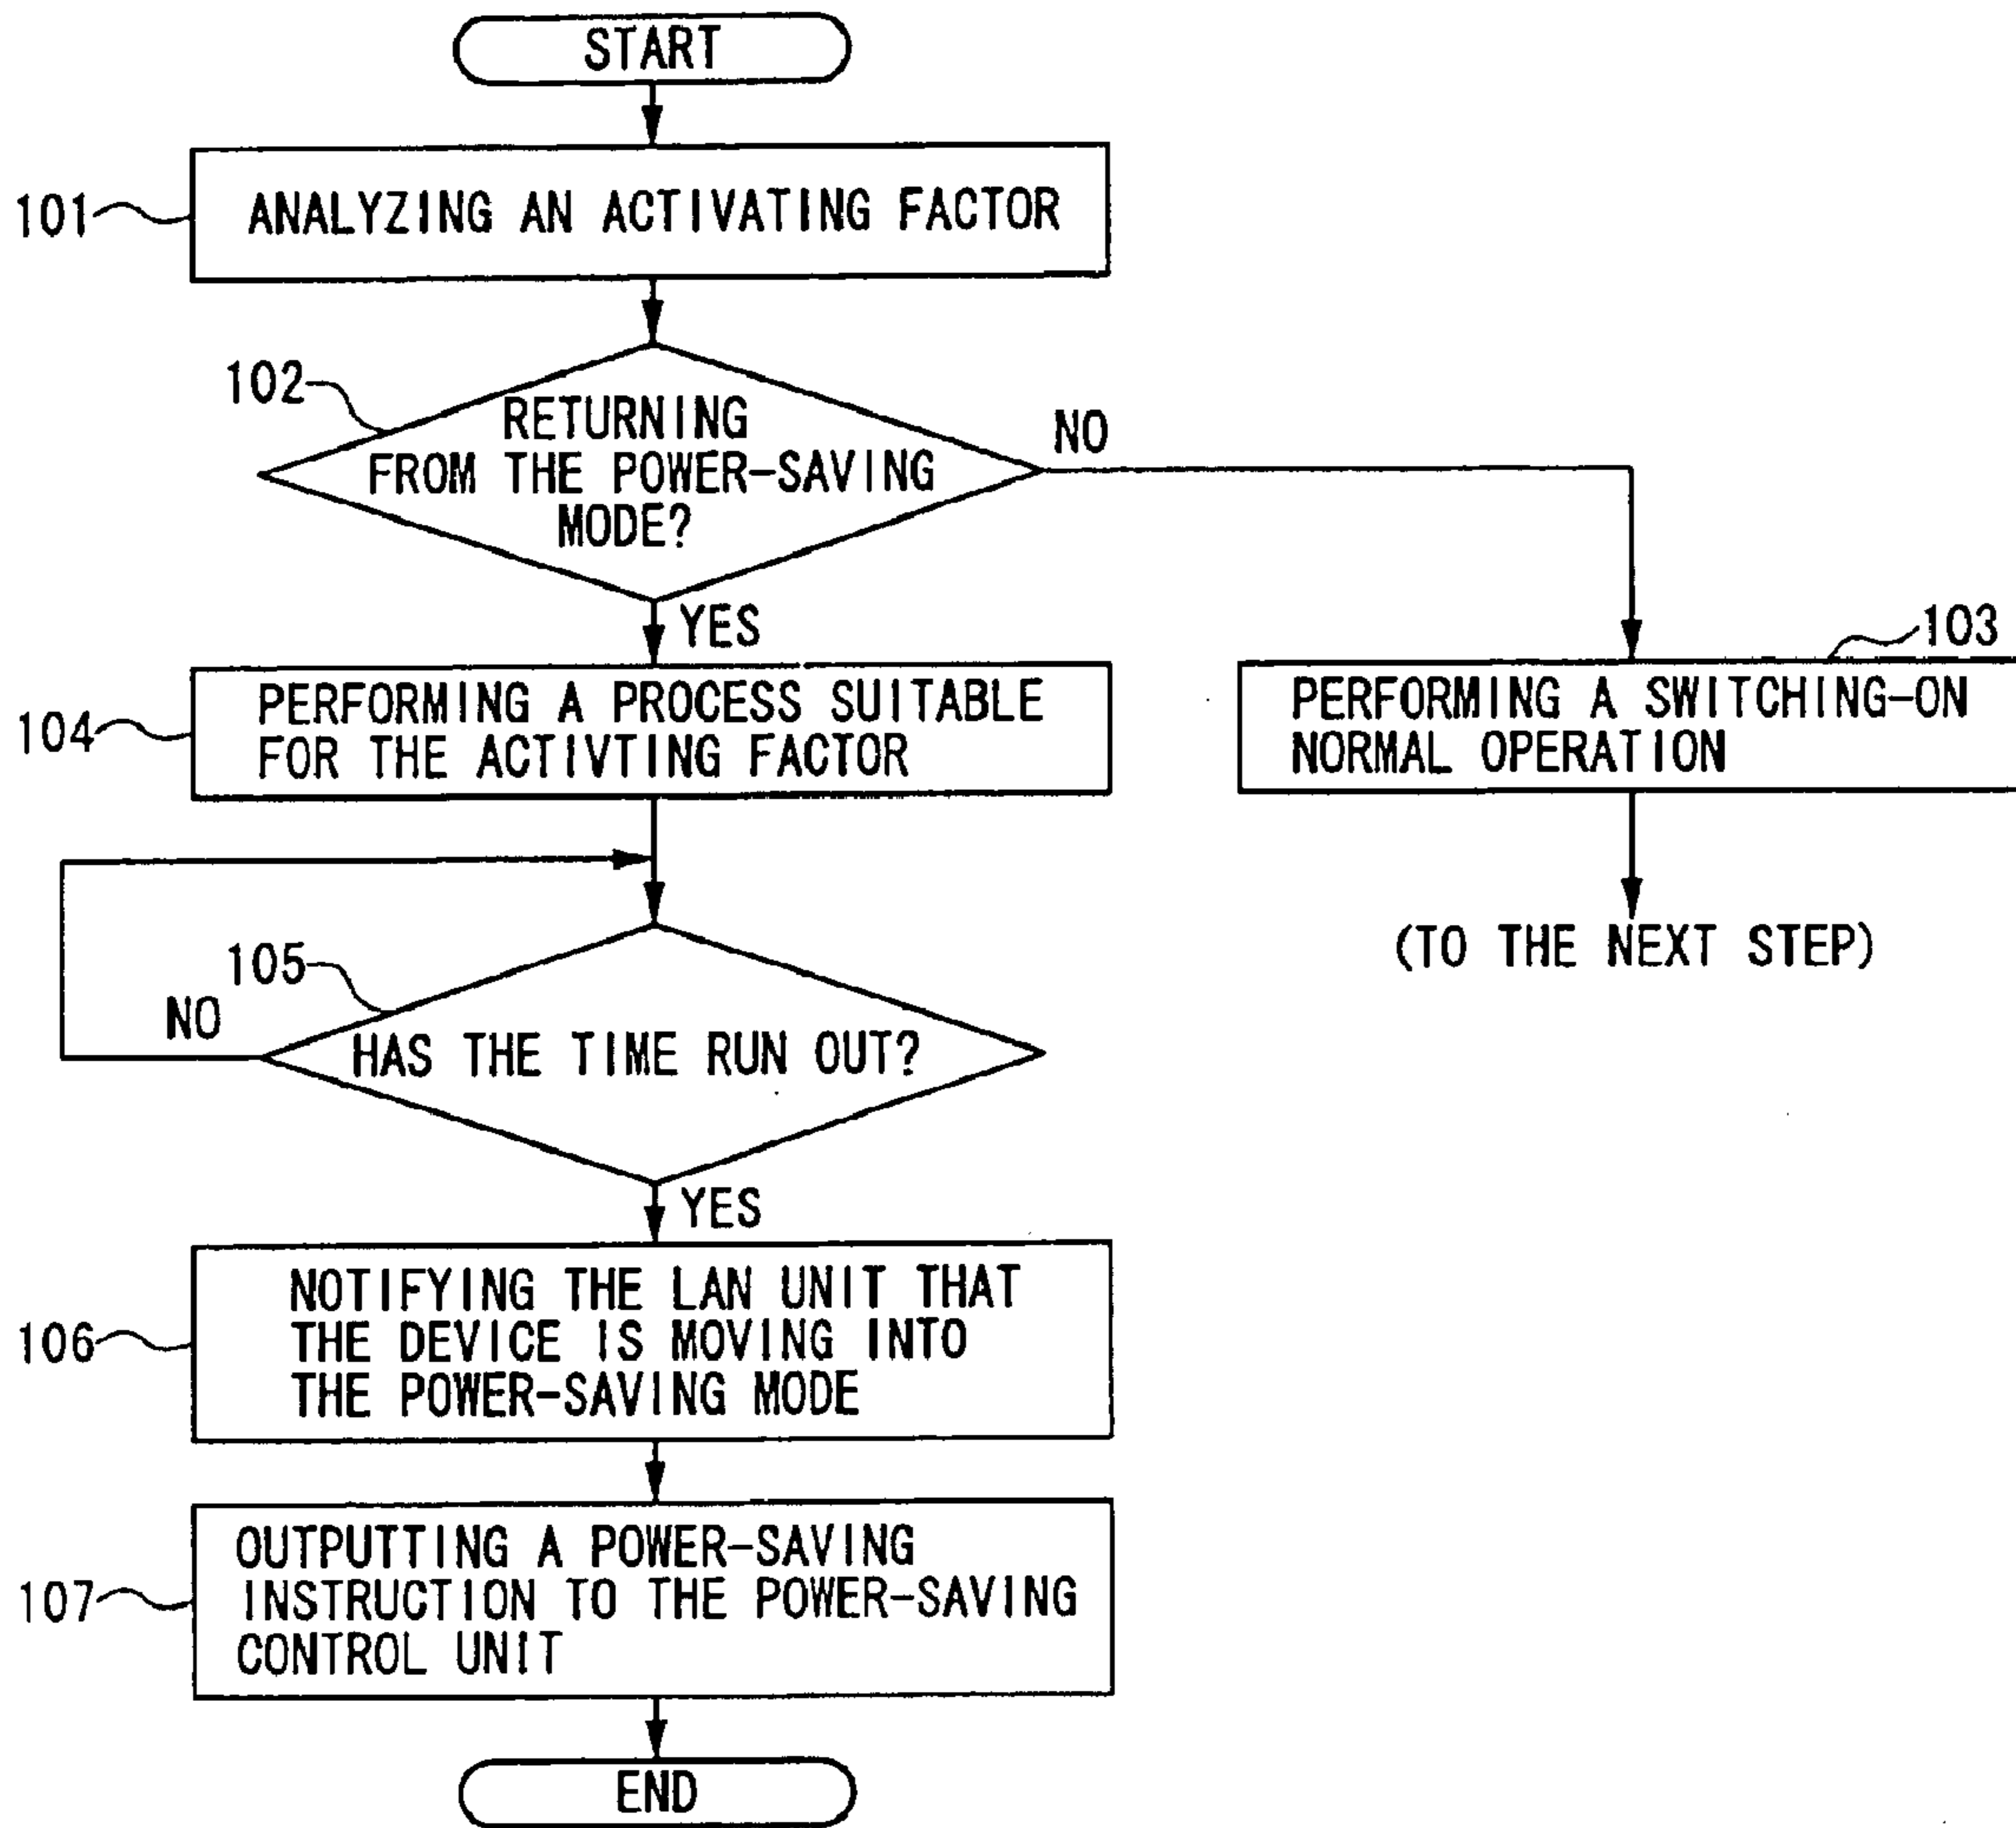 START
101
ANALYZING AN ACTIVATING FACTOR
102
RETURNING
FROM THE POWER-SAVING
MODE?
NO
YES
103
PERFORMING A SWITCHING-ON
NORMAL OPERATION
(TO THE NEXT STEP)
104
PERFORMING A PROCESS SUITABLE
FOR THE ACTIVTING FACTOR
105
NO
HAS THE TIME RUN OUT?
YES
106
NOTIFYING THE LAN UNIT THAT
THE DEVICE IS MOVING INTO
THE POWER-SAVING MODE
107
OUTPUTTING A POWER-SAVING
INSTRUCTION TO THE POWER-SAVING
CONTROL UNIT
END